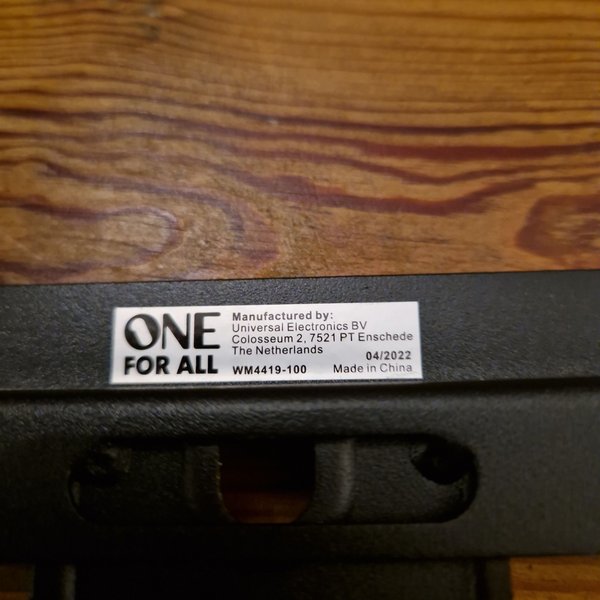 ONE
FOR ALL
Manufactured by:
Universal Electronics BV
Colosseum 2, 7521 PT Enschede
The Netherlands
04/2022
WM4419-100
Made in China